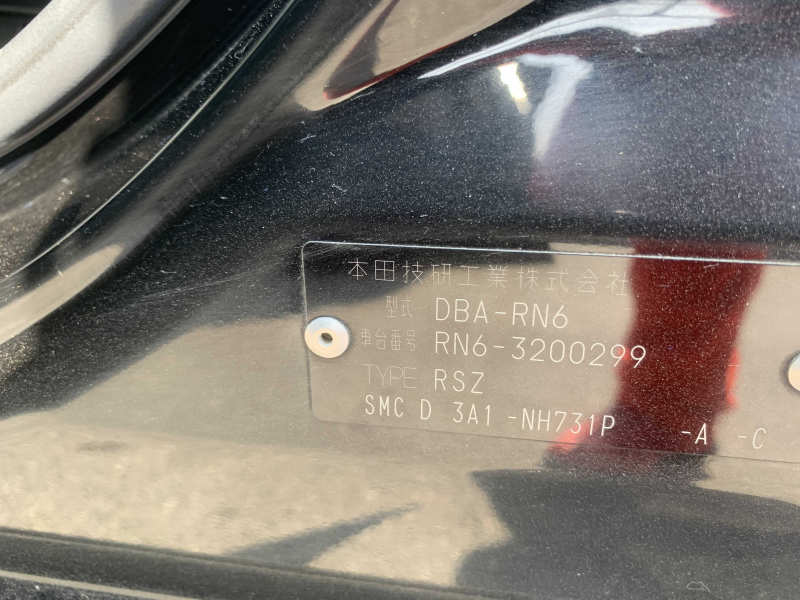 本田技研工業株式会社
型式 DBA-RN6
車台番号 RN6-3200299
TYPE RSZ
SMC D 3A1 -NH731P -A -C